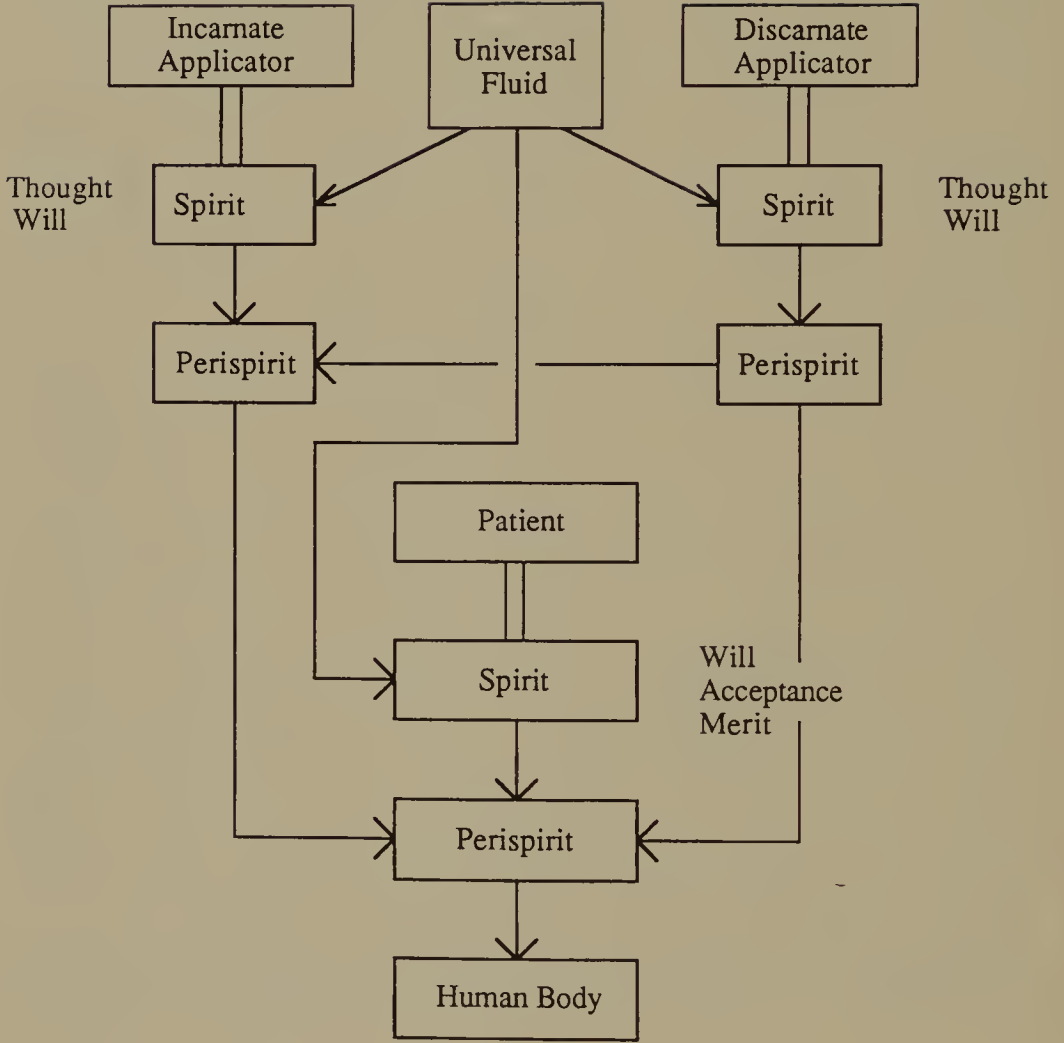 Incarnate
Applicator
Universal
Fluid
Discarnate
Applicator
Thought
Will
Spirit
Spirit
Thought
Will
Perispirit
Perispirit
Patient
Spirit
Will
Acceptance
Merit
Perispirit
Human Body